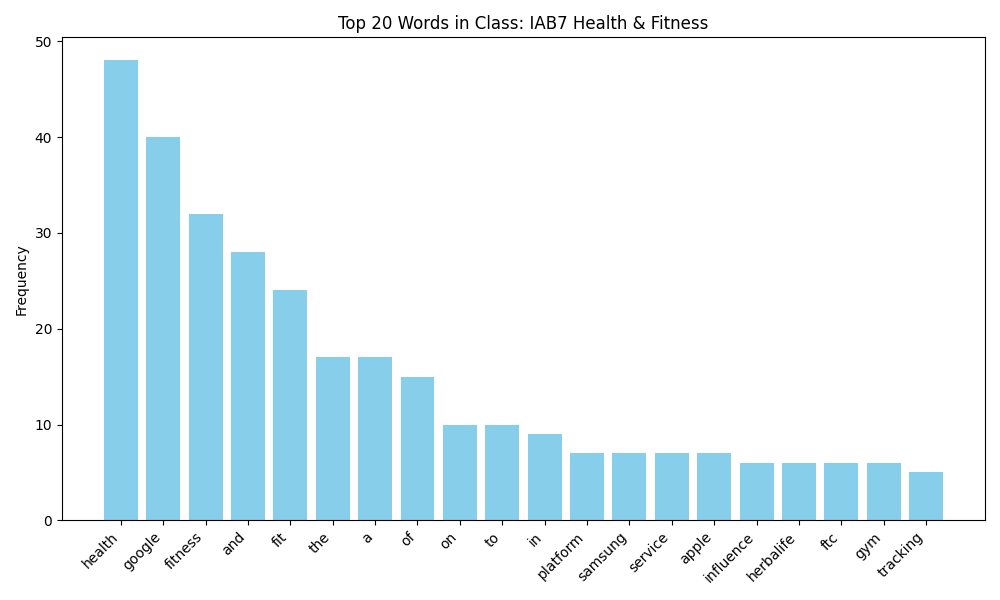 Top 20 Words in Class: IAB7 Health & Fitness
Frequency
50
40
30
20
10
0
health
google
fitness
and
fit
the
a
of
on
to
in
platform
samsung
service
apple
influence
herbalife
ftc
gym
tracking